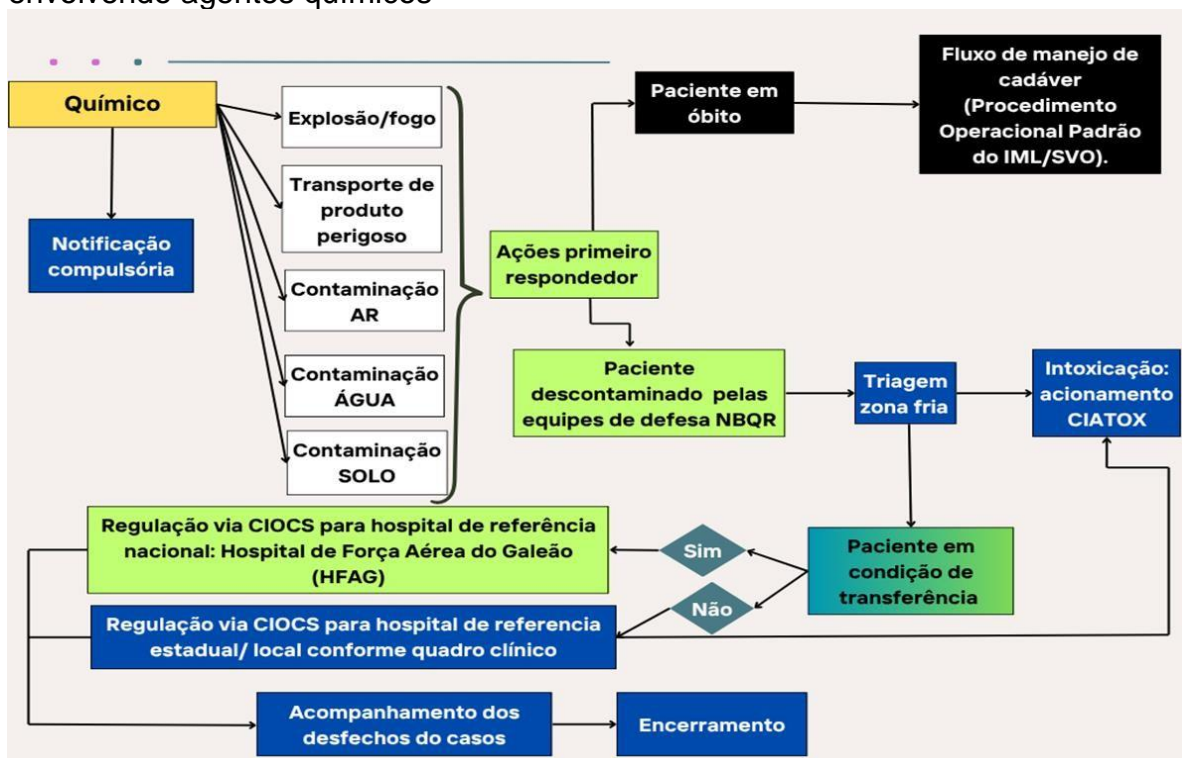 envolvendo agentes químicos
Químico
Notificação
compulsória
Explosão/fogo
Transporte de
produto
perigoso
Contaminação
AR
Contaminação
ÁGUA
Contaminação
SOLO
Ações primeiro
respondedor
Paciente em
óbito
Fluxo de manejo de
cadáver
(Procedimento
Operacional Padrão
do IML/SVO).
Paciente
descontaminado pelas
equipes de defesa NBQR
Triagem
zona fria
Intoxicação:
acionamento
CIATOX
Paciente em
condição de
transferência
Sim
Não
Regulação via CIOCS para hospital de referência
nacional: Hospital de Força Aérea do Galeão
(HFAG)
Regulação via CIOCS para hospital de referencia
estadual/ local conforme quadro clínico
Acompanhamento dos
desfechos do casos
Encerramento